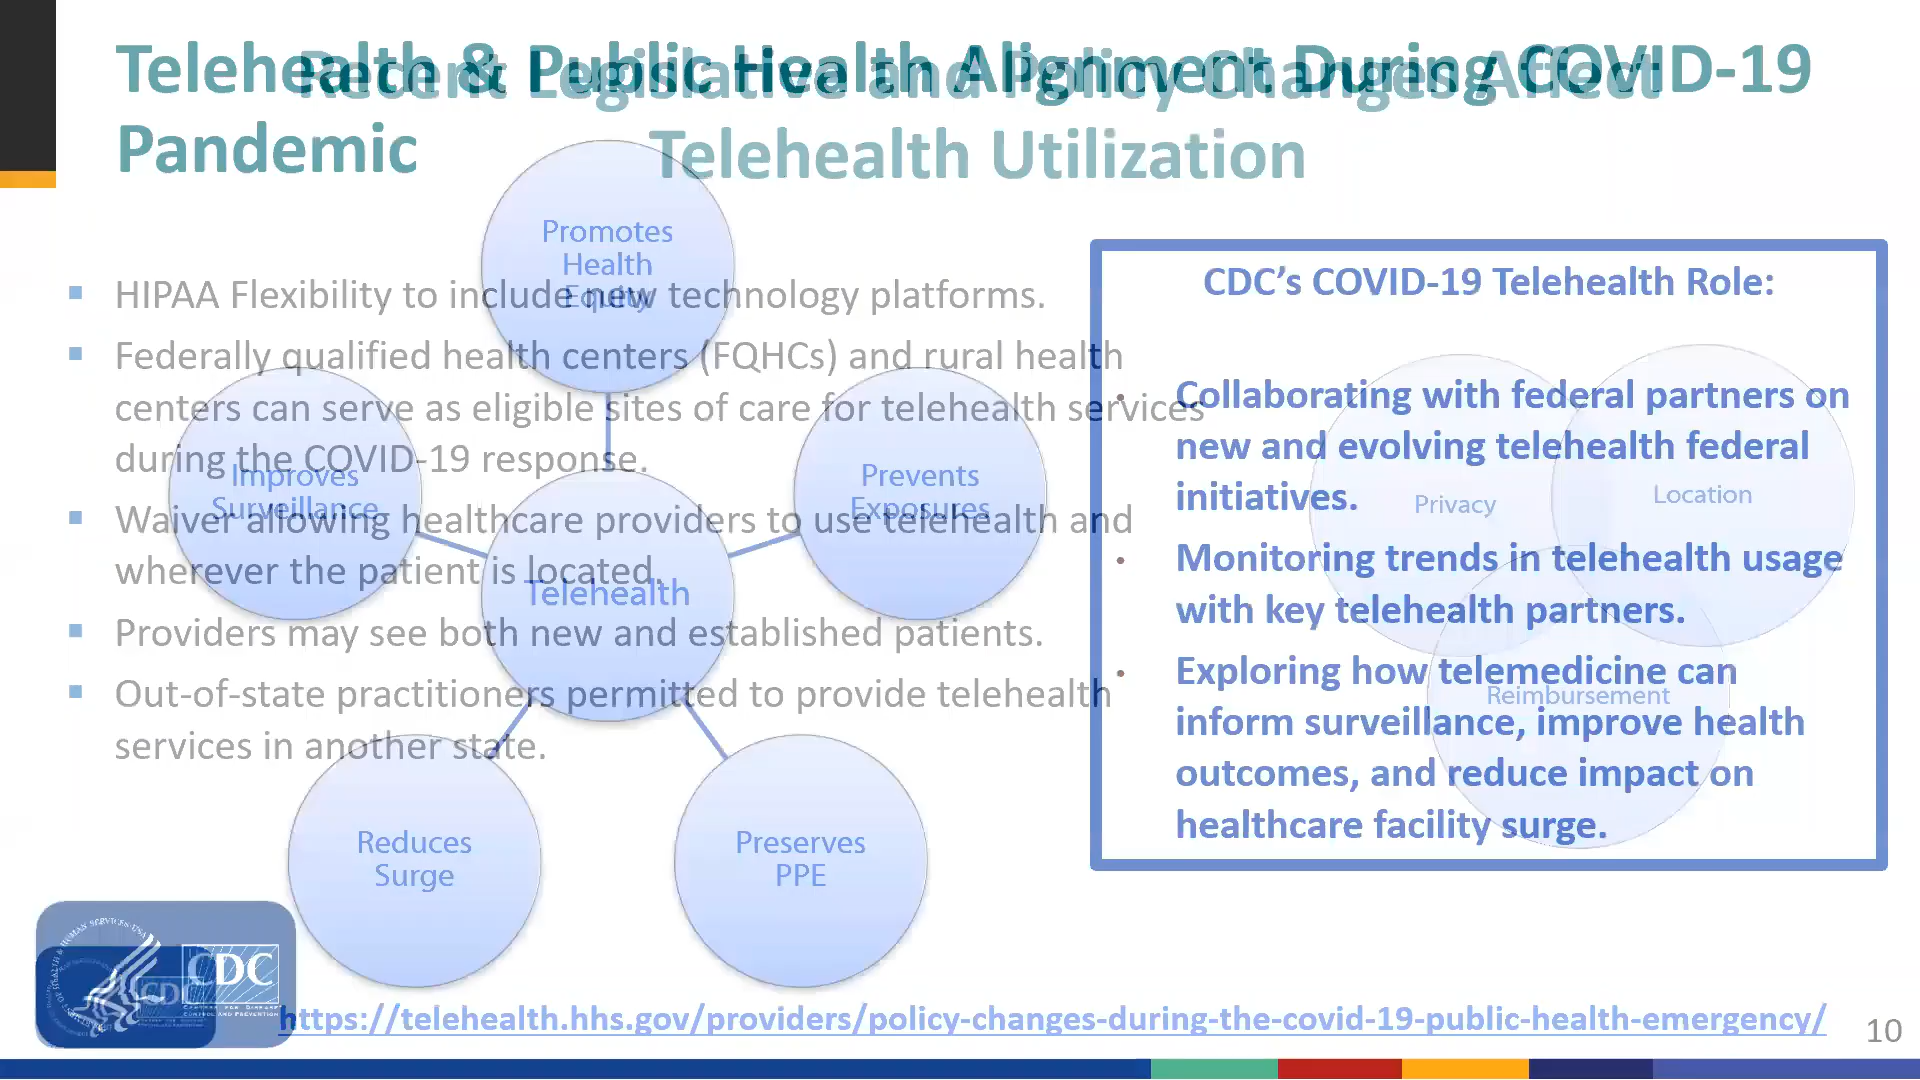 Telehealth & Public Health Alignment During COVID-19
Pandemic
Recent Legislative and Policy Changes Affect
Telehealth Utilization
Promotes
Health
Equity
Improves
Surveillance
Prevents
Exposures
Telehealth
Reduces
Surge
Preserves
PPE
HIPAA Flexibility to include new technology platforms.
Federally qualified health centers (FQHCs) and rural health
centers can serve as eligible sites of care for telehealth services
during the COVID-19 response.
Waiver allowing healthcare providers to use telehealth and
wherever the patient is located.
Providers may see both new and established patients.
Out-of-state practitioners permitted to provide telehealth
services in another state.
CDC’s COVID-19 Telehealth Role:
Collaborating with federal partners on
new and evolving telehealth federal
initiatives.
Monitoring trends in telehealth usage
with key telehealth partners.
Exploring how telemedicine can
inform surveillance, improve health
outcomes, and reduce impact on
healthcare facility surge.
Privacy
Location
Reimbursement
CDC
CENTERS FOR DISEASE
CONTROL AND PREVENTION
https://telehealth.hhs.gov/providers/policy-changes-during-the-covid-19-public-health-emergency/
10